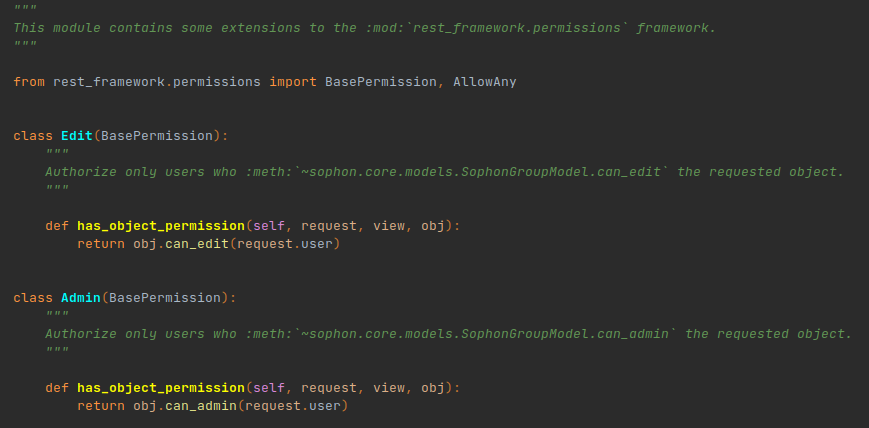 """
This module contains some extensions to the :mod:`rest_framework.permissions` framework.
"""
from rest_framework.permissions import BasePermission, AllowAny
class Edit(BasePermission):
    """
    Authorize only users who :meth:`~sophon.core.models.SophonGroupModel.can_edit` the requested object.
    """
    def has_object_permission(self, request, view, obj):
        return obj.can_edit(request.user)
class Admin(BasePermission):
    """
    Authorize only users who :meth:`~sophon.core.models.SophonGroupModel.can_admin` the requested object.
    """
    def has_object_permission(self, request, view, obj):
        return obj.can_admin(request.user)